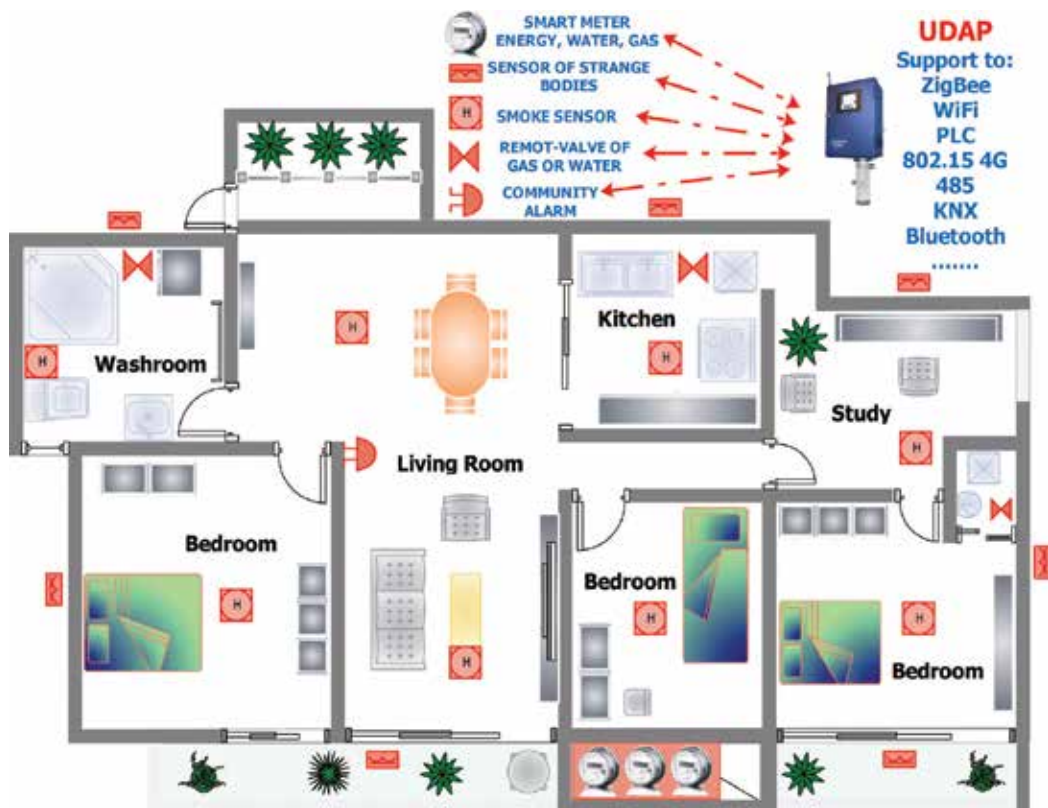 SMART METER
ENERGY, WATER, GAS
SENSOR OF STRANGE
BODIES
SMOKE SENSOR
REMOT-VALVE OF
GAS OR WATER
COMMUNITY
ALARM
UDAP
Support to:
ZigBee
WiFi
PLC
802.15 4G
485
KNX
Bluetooth
.......
H
H
H
Kitchen
H
Washroom
H
Study
H
Living Room
Bedroom
Bedroom
H
H
H
H
Bedroom